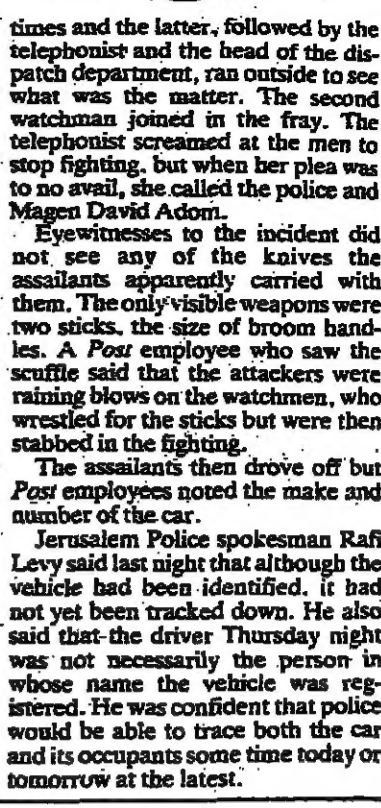 times and the latter, followed by the
telephonist and the head of the dis-
patch department, ran outside to see
what was the matter. The second
watchman joined in the fray. The
telephonist screamed at the men to
stop fighting, but when her plea was
to no avail, she called the police and
Magen David Adom.
Eyewitnesses to the incident did
not see any of the knives the
assailants apparently carried with
them. The only visible weapons were
two sticks, the size of broom hand-
les. A Post employee who saw the
scuffle said that the attackers were
raining blows on the watchmen, who
wrestled for the sticks but were then
stabbed in the fighting.
The assailants then drove off but
Post employees noted the make and
number of the car.
Jerusalem Police spokesman Rafi
Levy said last night that although the
vehicle had been identified, it had
not yet been tracked down. He also
said that the driver Thursday night
was not necessarily the person in
whose name the vehicle was reg-
istered. He was confident that police
would be able to trace both the car
and its occupants some time today or
tomorrow at the latest.